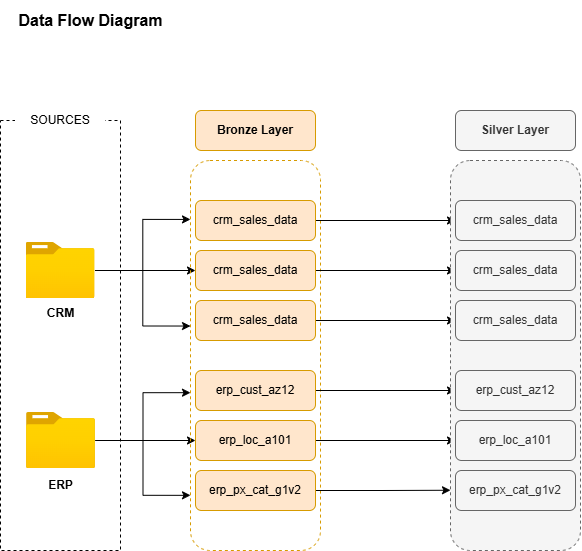 Data Flow Diagram
SOURCES
Bronze Layer
Silver Layer
crm_sales_data
crm_sales_data
crm_sales_data
crm_sales_data
CRM
crm_sales_data
crm_sales_data
erp_cust_az12
erp_cust_az12
erp_loc_a101
erp_loc_a101
ERP
erp_px_cat_g1v2
erp_px_cat_g1v2